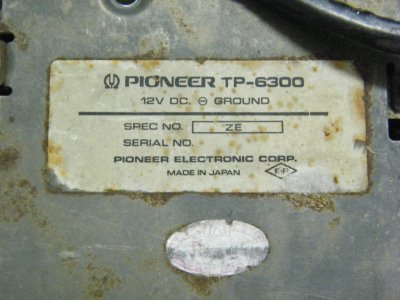 PIONEER TP-6300
12V DC. ⊖ GROUND
SPEC NO. ZE
SERIAL NO.
PIONEER ELECTRONIC CORP.
MADE IN JAPAN